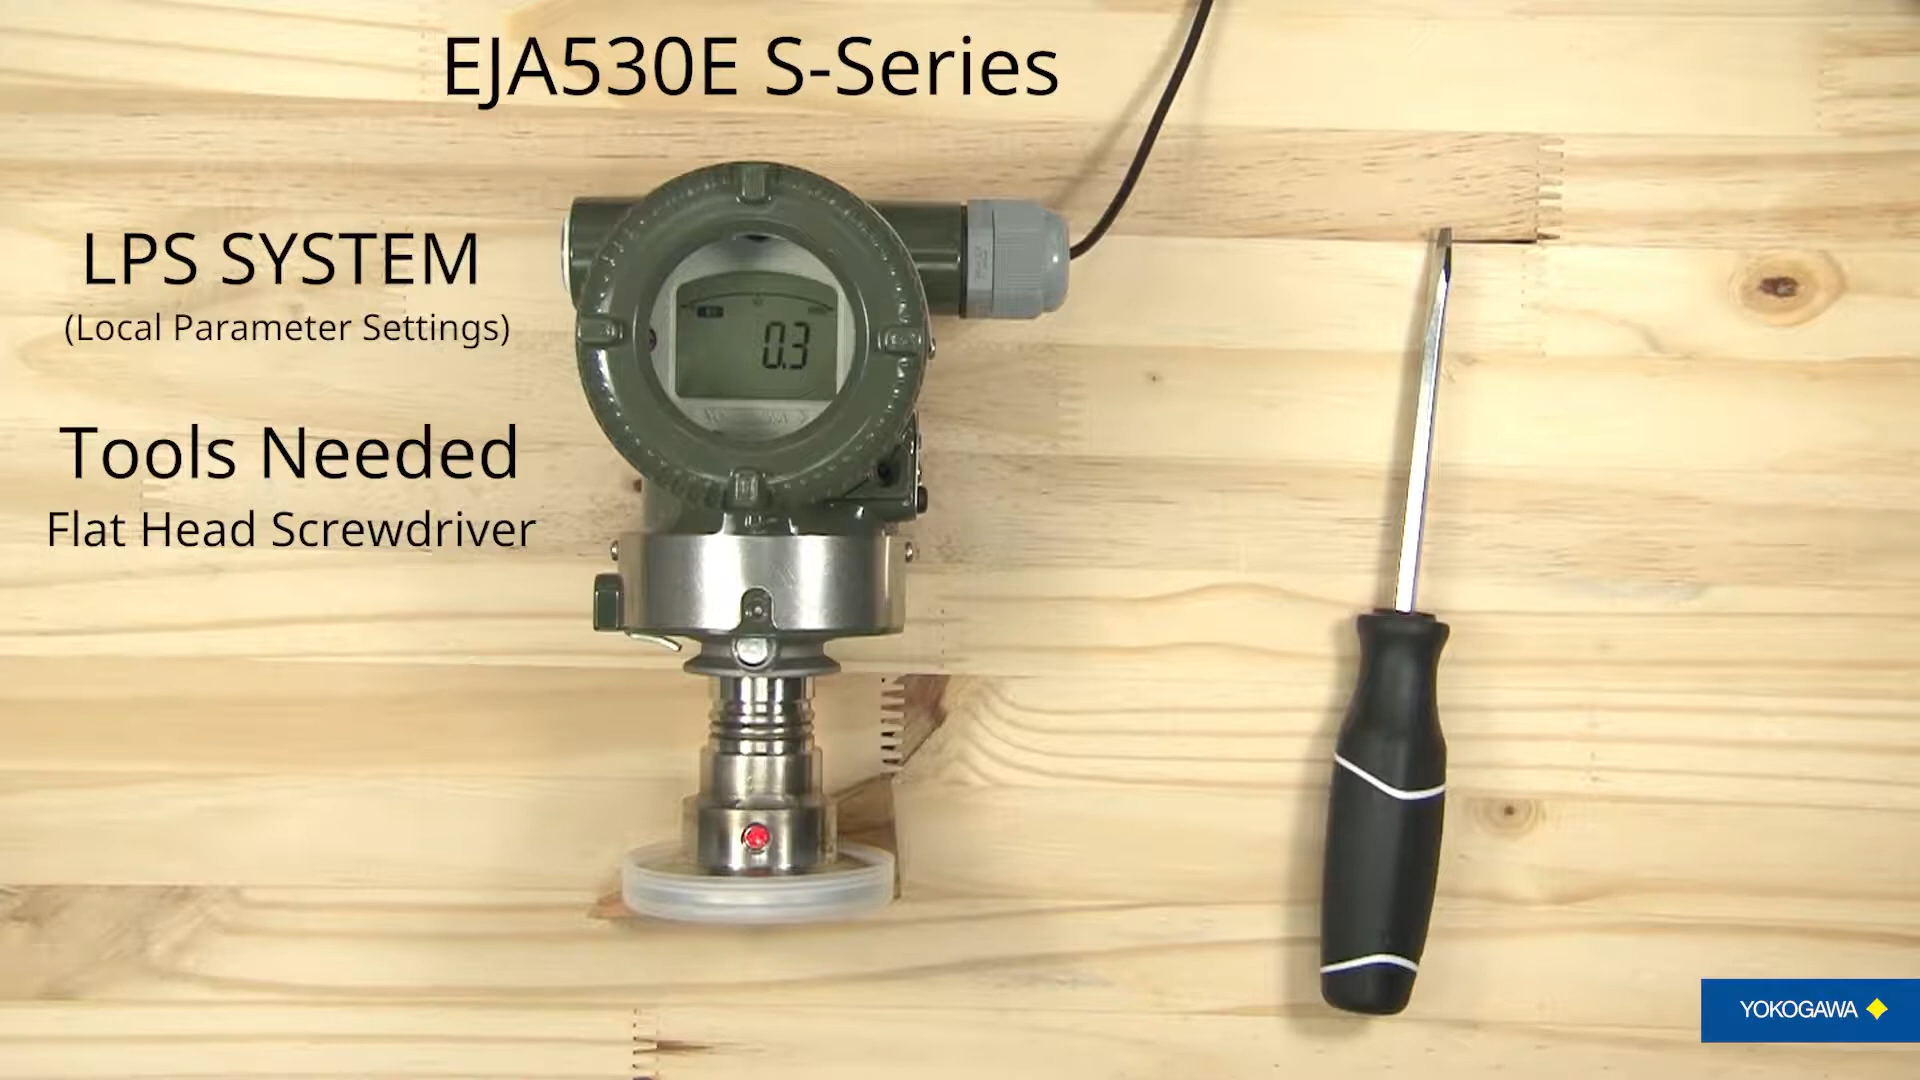 EJA530E S-Series
LPS SYSTEM
(Local Parameter Settings)
0.3
Tools Needed
Flat Head Screwdriver
YOKOGAWA